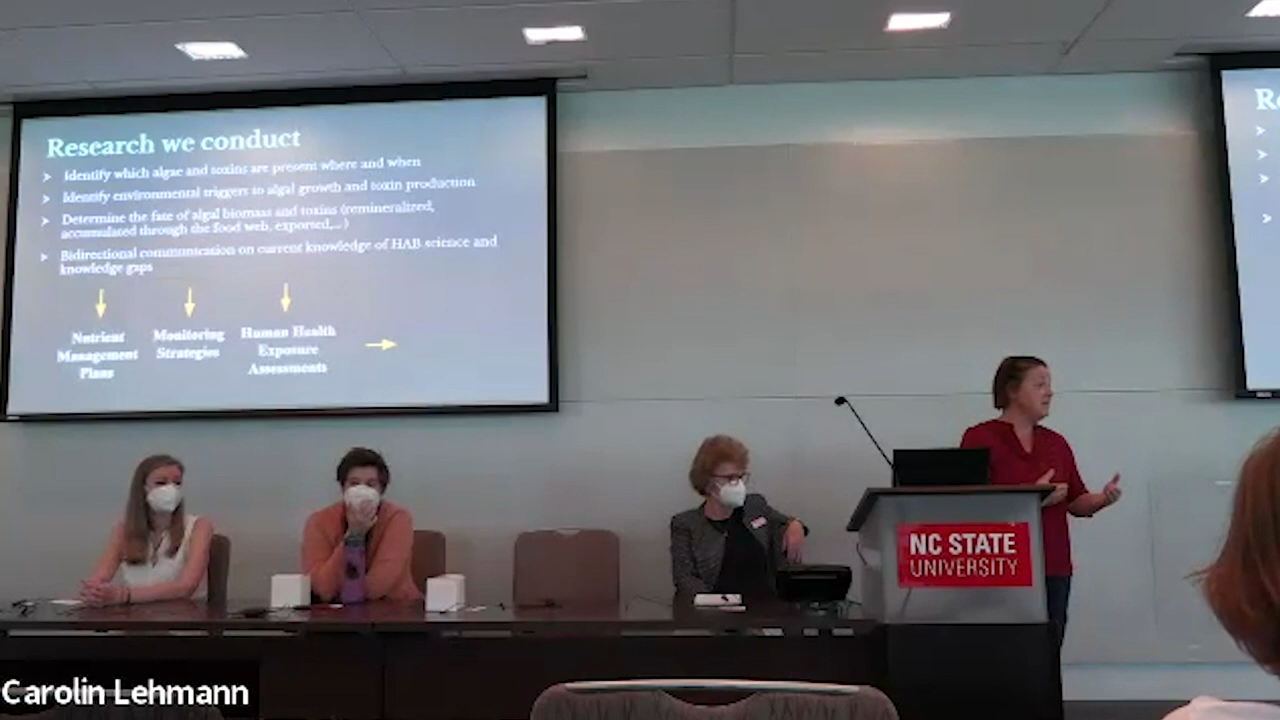 Research we conduct
➤ Identify which algae and toxins are present where and when
➤ Identify environmental triggers to algal growth and toxin production
➤ Determine the fate of algal biomass and toxins (remineralized,
accumulated through the food web, exported,...)
➤ Bidirectional communication on current knowledge of HAB science and
knowledge gaps
Nutrient
Management
Plans
Monitoring
Strategies
Human Health
Exposure
Assessments
R
NC STATE
UNIVERSITY
Carolin Lehmann